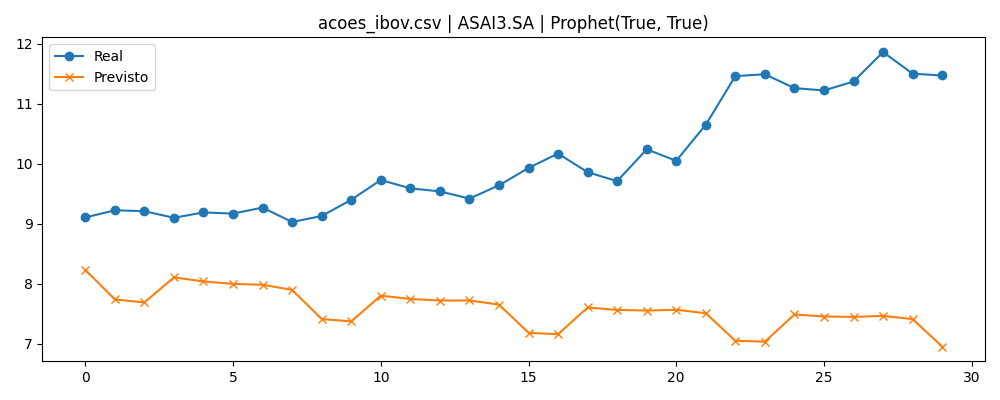 acoes_ibov.csv | ASAI3.SA | Prophet(True, True)
Real
Previsto
12
11
10
9
8
7
0 5 10 15 20 25 30